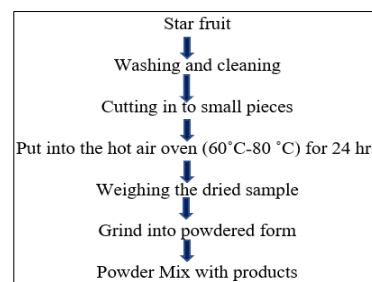 Star fruit
Washing and cleaning
Cutting in to small pieces
Put into the hot air oven (60˚C-80 ˚C) for 24 hr
Weighing the dried sample
Grind into powdered form
Powder Mix with products